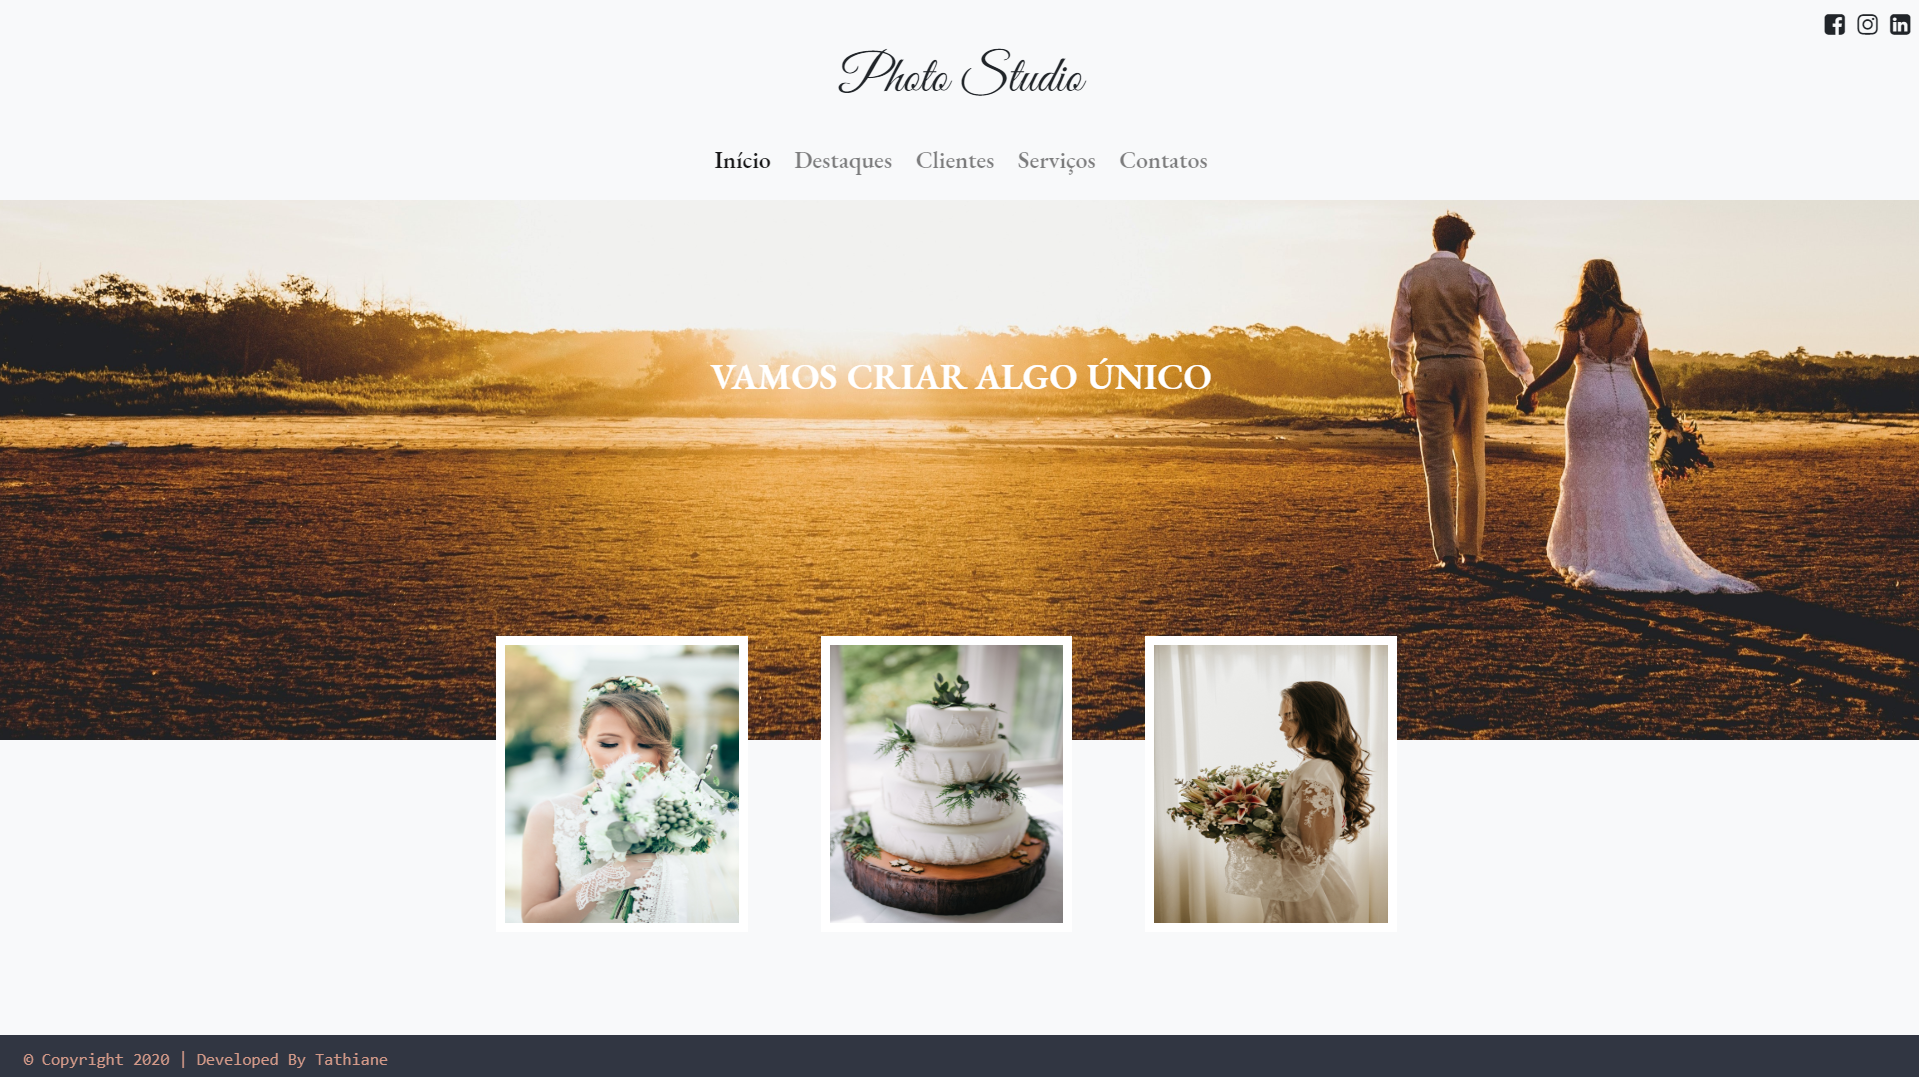 Photo Studio
Início Destaques Clientes Serviços Contatos
VAMOS CRIAR ALGO ÚNICO
© Copyright 2020 | Developed By Tathiane